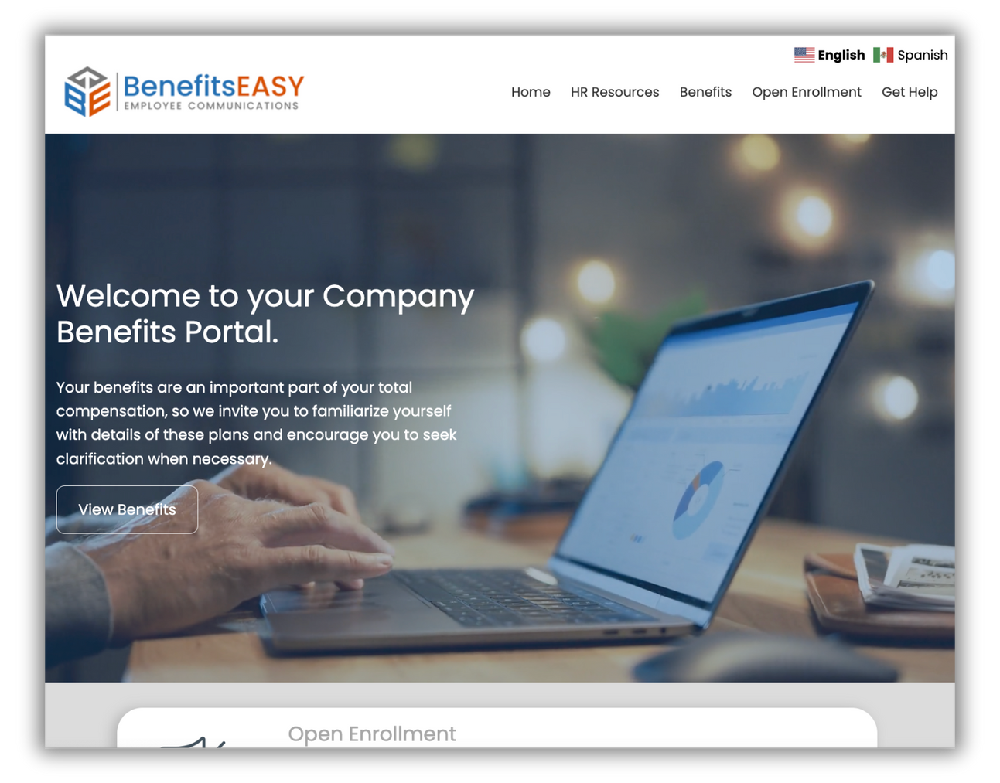 English Spanish
BenefitsEASY
EMPLOYEE COMMUNICATIONS
Home HR Resources Benefits Open Enrollment Get Help
Welcome to your Company
Benefits Portal.
Your benefits are an important part of your total
compensation, so we invite you to familiarize yourself
with details of these plans and encourage you to seek
clarification when necessary.
View Benefits
Open Enrollment